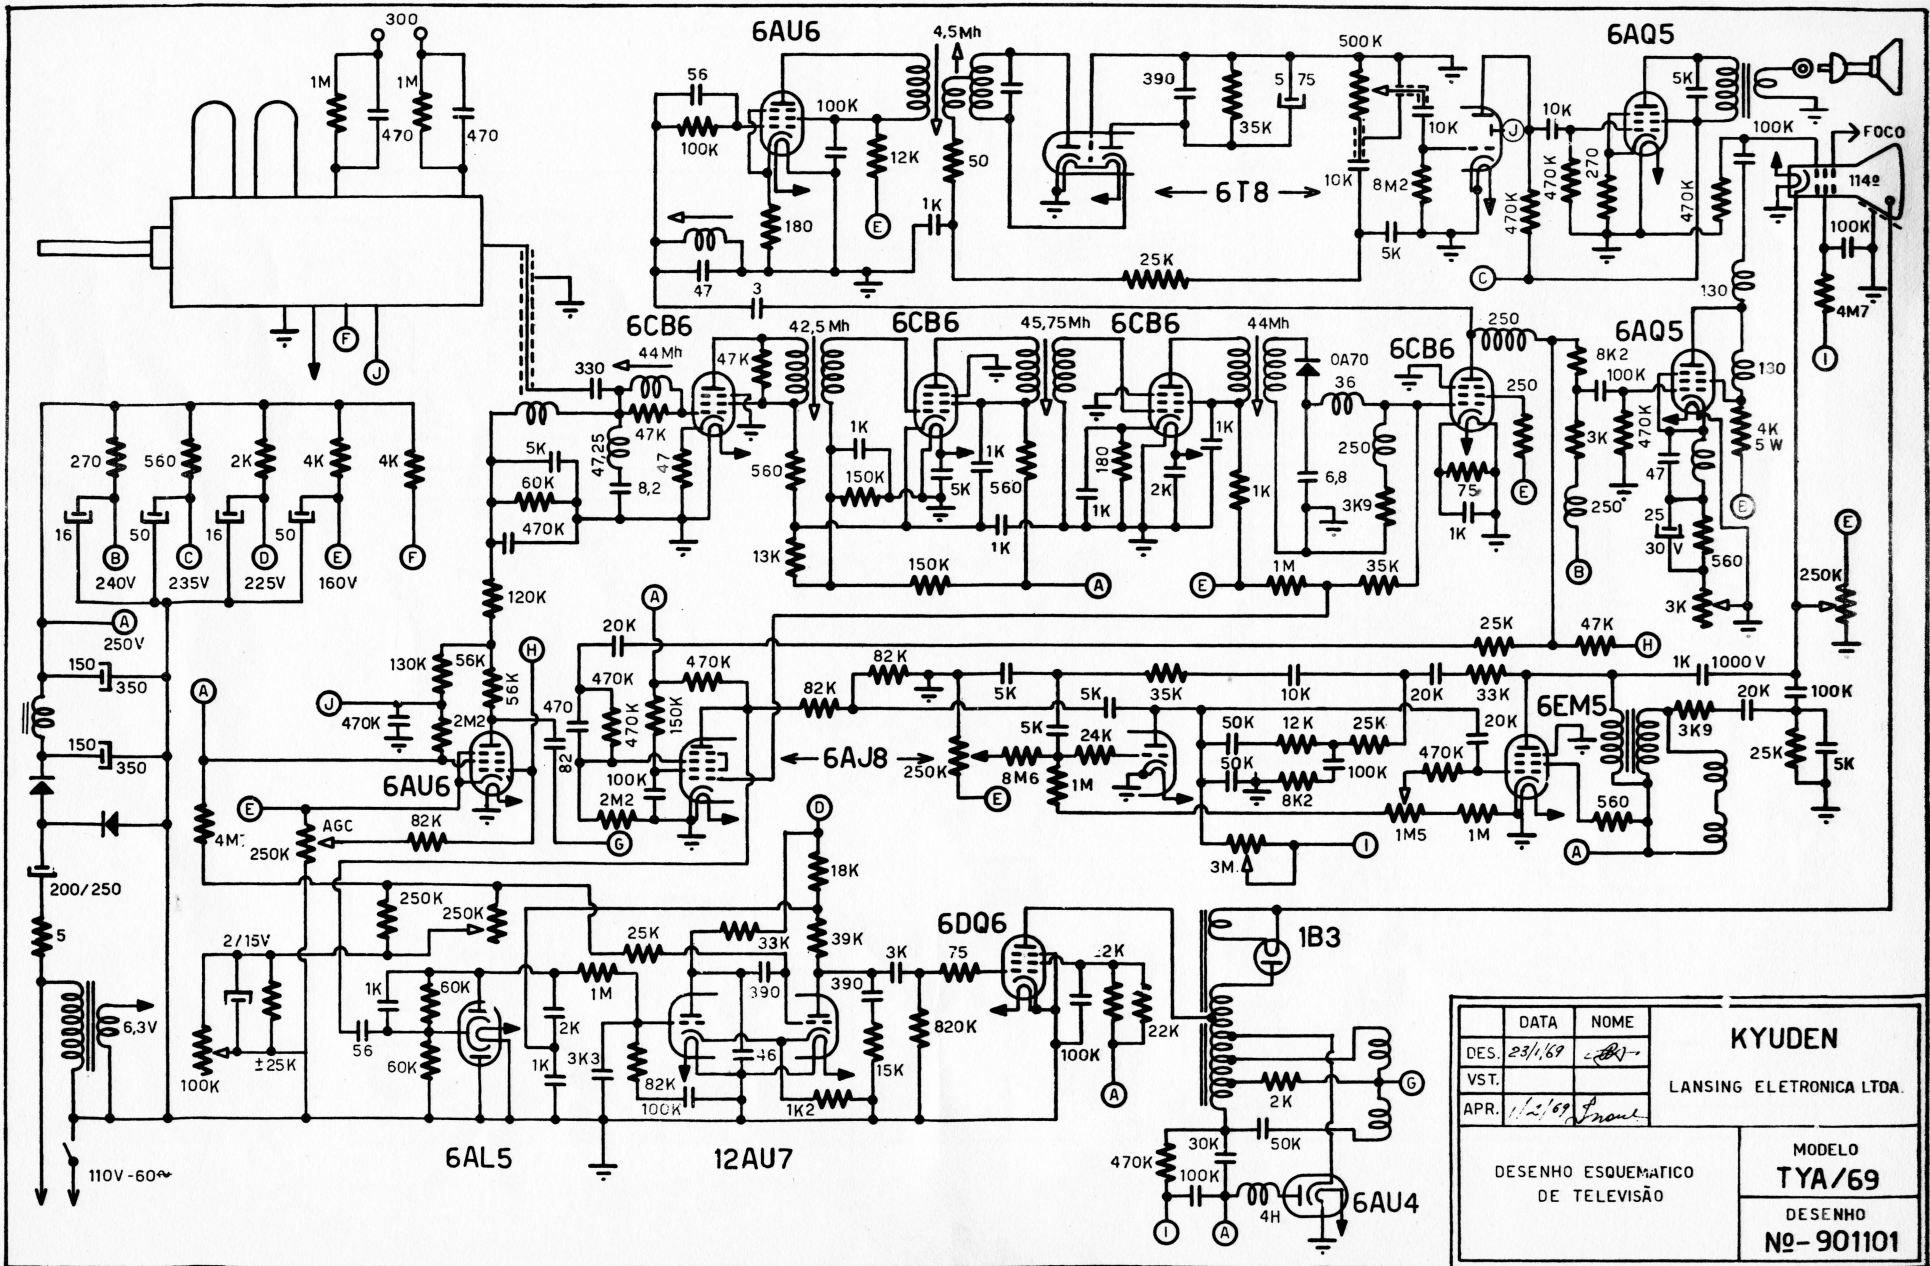 300
1M
470
1M
470
F
J
6AU6
4,5Mh
56
100K
100K
12K
50
180
E
1K
47
3
390
35K
5 75
500K
10K
10K
8M2
← 6T8 →
25K
5K
J
470K
C
6AQ5
5K
10K
470K
270
470K
100K
FOCO
114º
100K
4M7
I
130
130
270
560
2K
4K
4K
16
50
16
50
B
C
D
E
F
240V
235V
225V
160V
A
250V
150
350
150
350
200/250
5
6,3V
110V-60~
6CB6
44Mh
330
47K
47K
42,5Mh
5K
60K
470K
47,25
8,2
47
560
13K
120K
6CB6
45,75Mh
1K
150K
5K
1K
560
1K
150K
A
6CB6
44Mh
180
1K
2K
1K
1K
E
1M
35K
0A70
36
250
6,8
3K9
6CB6
250
250
75
1K
E
8K2
100K
3K
250
B
6AQ5
470K
47
25
30V
560
3K
4K
5 W
E
E
250K
A
130K
56K
56K
J
470K
2M2
6AU6
H
E
AGC
250K
82K
4M7
20K
A
470K
470K
470
470K
150K
82
100K
2M2
G
← 6AJ8 →
82K
82K
250K
E
5K
5K
8M6
1M
24K
5K
35K
10K
50K
12K
25K
50K
8K2
100K
3M
I
25K
47K
H
20K
33K
20K
470K
1M5
1M
6EM5
560
A
1K 1000V
3K9
20K
100K
25K
5K
250K
250K
2/15V
100K
±25K
1K
60K
56
60K
6AL5
2K
1K
25K
1M
3K3
82K
100K
12AU7
33K
390
46
1K2
D
18K
39K
390
15K
3K
75
820K
6DQ6
100K
22K
A
1B3
2K
G
50K
30K
470K
100K
I
A
4H
6AU4
DATA NOME
DES. 23/1/69
VST.
APR. 1/2/69
KYUDEN
LANSING ELETRONICA LTDA.
DESENHO ESQUEMATICO
DE TELEVISÃO
MODELO
TYA/69
DESENHO
Nº-901101